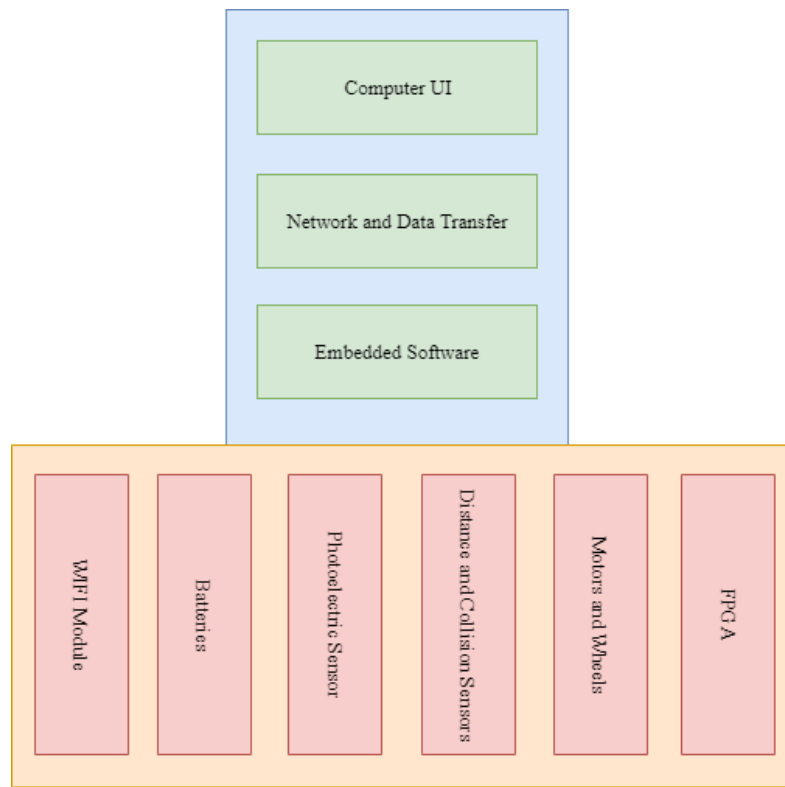 Computer UI
Network and Data Transfer
Embedded Software
WIFI Module
Batteries
Photoelectric Sensor
Distance and Collision Sensors
Motors and Wheels
FPGA